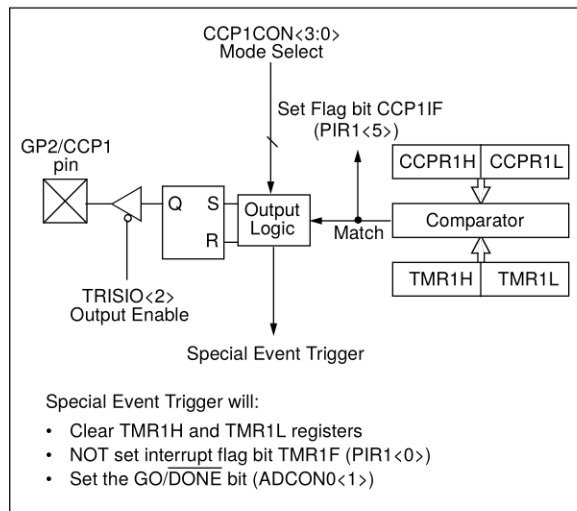 CCP1CON<3:0>
Mode Select
Set Flag bit CCP1IF
(PIR1<5>)
GP2/CCP1
pin
CCPR1H CCPR1L
Q S
R
Output
Logic
Match
Comparator
TRISIO<2>
Output Enable
TMR1H TMR1L
Special Event Trigger
Special Event Trigger will:
• Clear TMR1H and TMR1L registers
• NOT set interrupt flag bit TMR1F (PIR1<0>)
• Set the GO/DONE bit (ADCON0<1>)